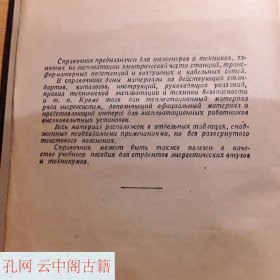 Справочник предназначен для инженеров и техников, за-
нятых по эксплуатации электрической части станций, транс-
форматорных подстанций и воздушных и кабельных сетей.
В справочнике даны материалы из действующих стан-
дартов, каталогов, инструкций, руководящих указаний,
правил технической эксплуатации и техники безопасности
и т. п. Кроме того дан эксплуатационный материал
ряда энергосистем, дополняющий официальный материал и
представляющий интерес для эксплуатационных работников
высоковольтных установок.
Весь материал расположен в отдельных таблицах, снаб-
женных необходимыми примечаниями, но без развернутого
текстового пояснения.
Справочник может быть также полезен в каче-
стве учебного пособия для студентов энергетических втузов
и техникумов.
孔网 云中阁古籍